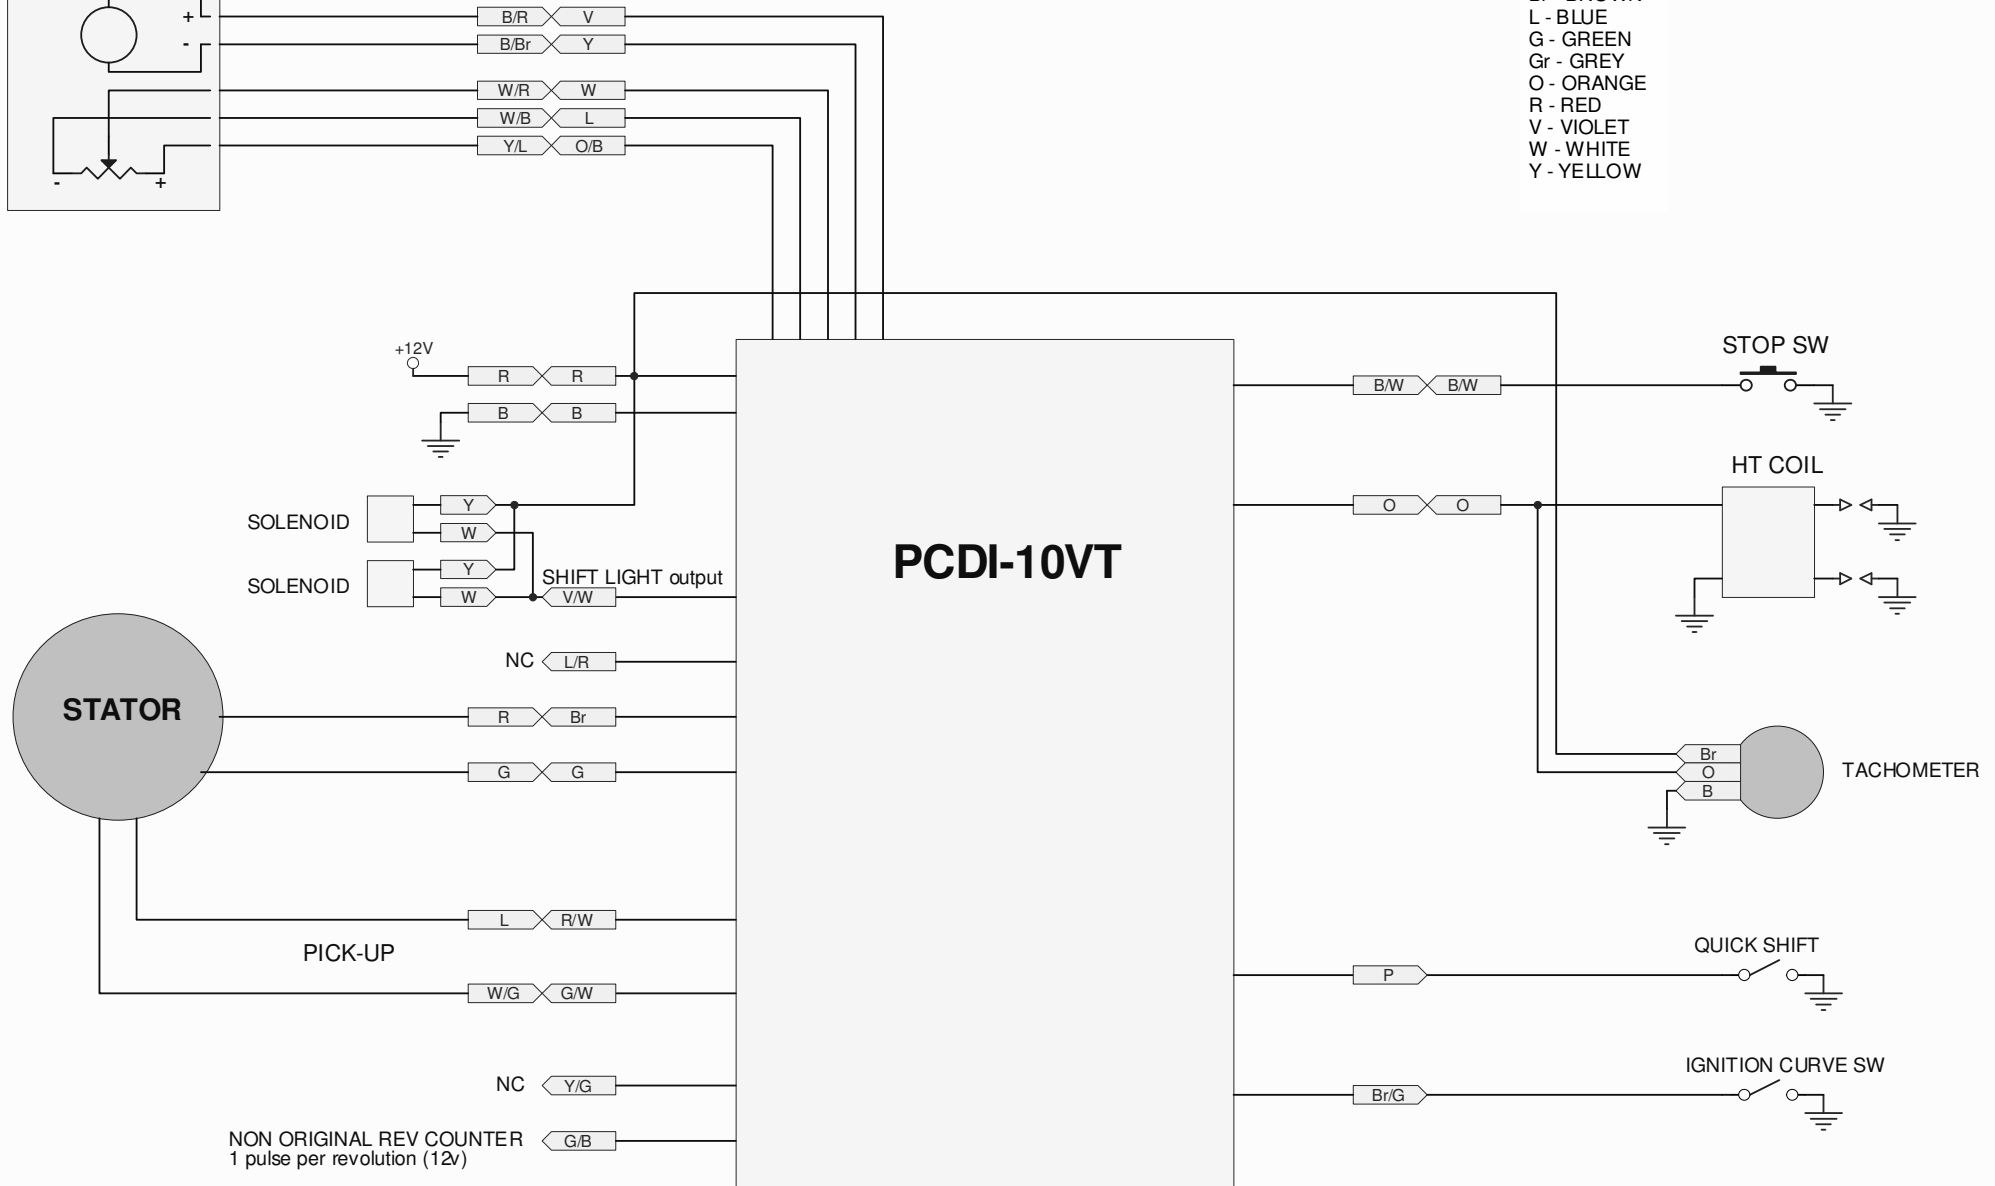 + B/R V
- B/Br Y
W/R W
W/B L
Y/L O/B
- +
L - BLUE
G - GREEN
Gr - GREY
O - ORANGE
R - RED
V - VIOLET
W - WHITE
Y - YELLOW
+12V
R R
B B
SOLENOID
Y
W
SOLENOID
Y
W
SHIFT LIGHT output
V/W
NC L/R
STATOR
R Br
G G
L R/W
PICK-UP
W/G G/W
NC Y/G
NON ORIGINAL REV COUNTER G/B
1 pulse per revolution (12v)
PCDI-10VT
STOP SW
B/W B/W
HT COIL
O O
Br
O
B
TACHOMETER
QUICK SHIFT
P
IGNITION CURVE SW
Br/G